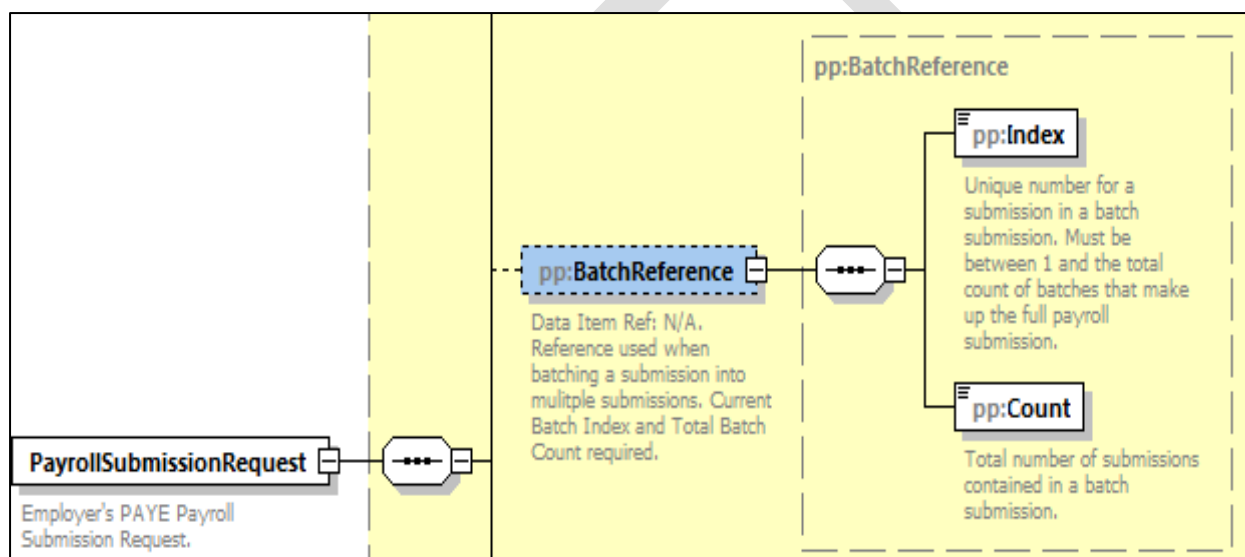 pp:BatchReference
pp:Index
Unique number for a
submission in a batch
submission. Must be
between 1 and the total
count of batches that make
up the full payroll
submission.
pp:BatchReference
Data Item Ref: N/A.
Reference used when
batching a submission into
mulitple submissions. Current
Batch Index and Total Batch
Count required.
pp:Count
Total number of submissions
contained in a batch
submission.
PayrollSubmissionRequest
Employer's PAYE Payroll
Submission Request.